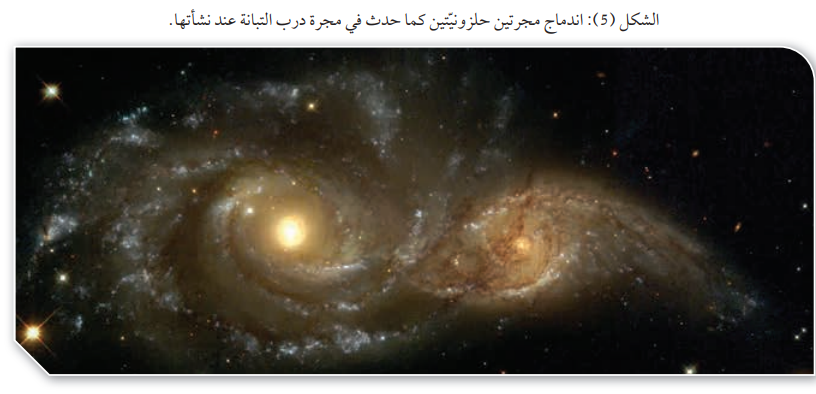 الشكل (5): اندماج مجرتين حلزونيّتين كما حدث في مجرة درب التبانة عند نشأتها.